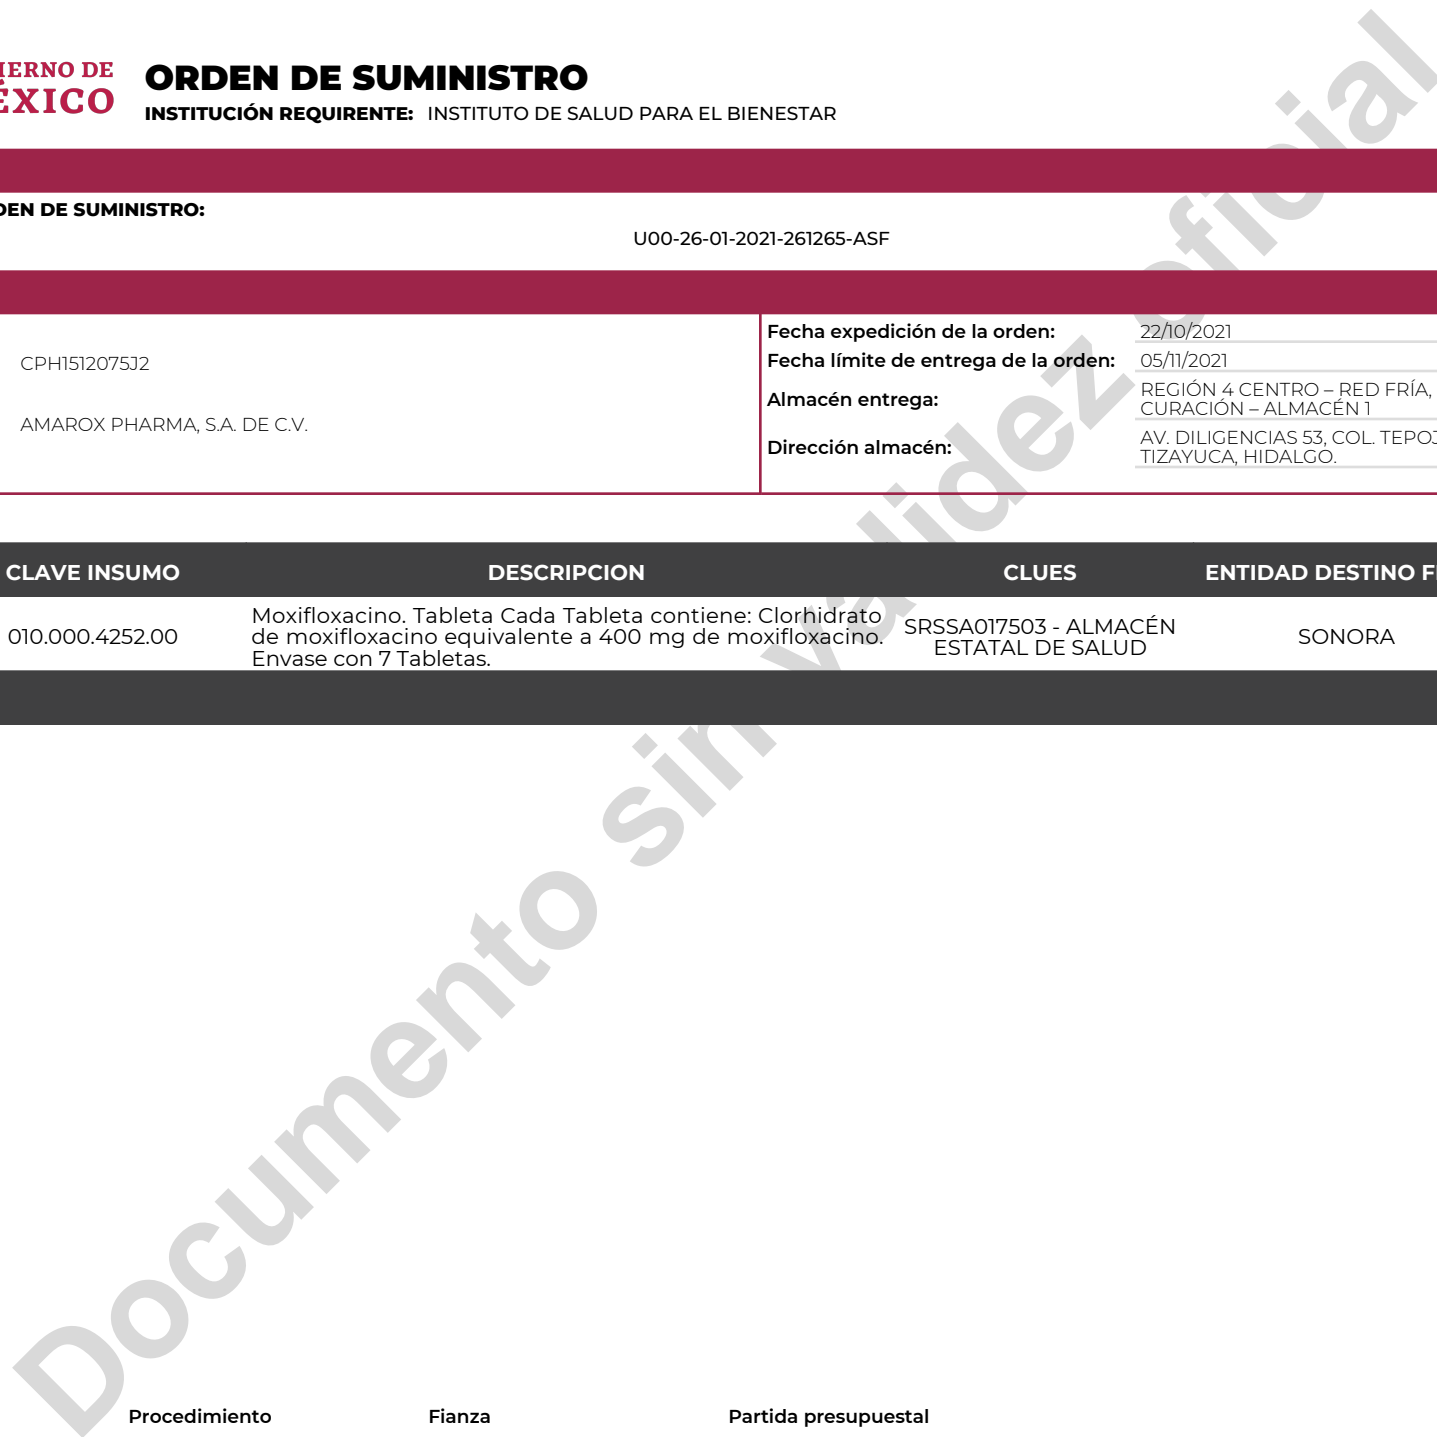 IERNO DE
ÉXICO
ORDEN DE SUMINISTRO
INSTITUCIÓN REQUIRENTE: INSTITUTO DE SALUD PARA EL BIENESTAR
DEN DE SUMINISTRO:
U00-26-01-2021-261265-ASF
CPH1512075J2
AMAROX PHARMA, S.A. DE C.V.
Fecha expedición de la orden: 22/10/2021
Fecha límite de entrega de la orden: 05/11/2021
Almacén entrega: REGIÓN 4 CENTRO – RED FRÍA,
CURACIÓN – ALMACÉN 1
Dirección almacén: AV. DILIGENCIAS 53, COL. TEPOJ
TIZAYUCA, HIDALGO.
CLAVE INSUMO DESCRIPCION CLUES ENTIDAD DESTINO FI
010.000.4252.00
Moxifloxacino. Tableta Cada Tableta contiene: Clorhidrato
de moxifloxacino equivalente a 400 mg de moxifloxacino.
Envase con 7 Tabletas.
SRSSA017503 - ALMACÉN
ESTATAL DE SALUD
SONORA
Documento sin validez oficial
Procedimiento Fianza Partida presupuestal